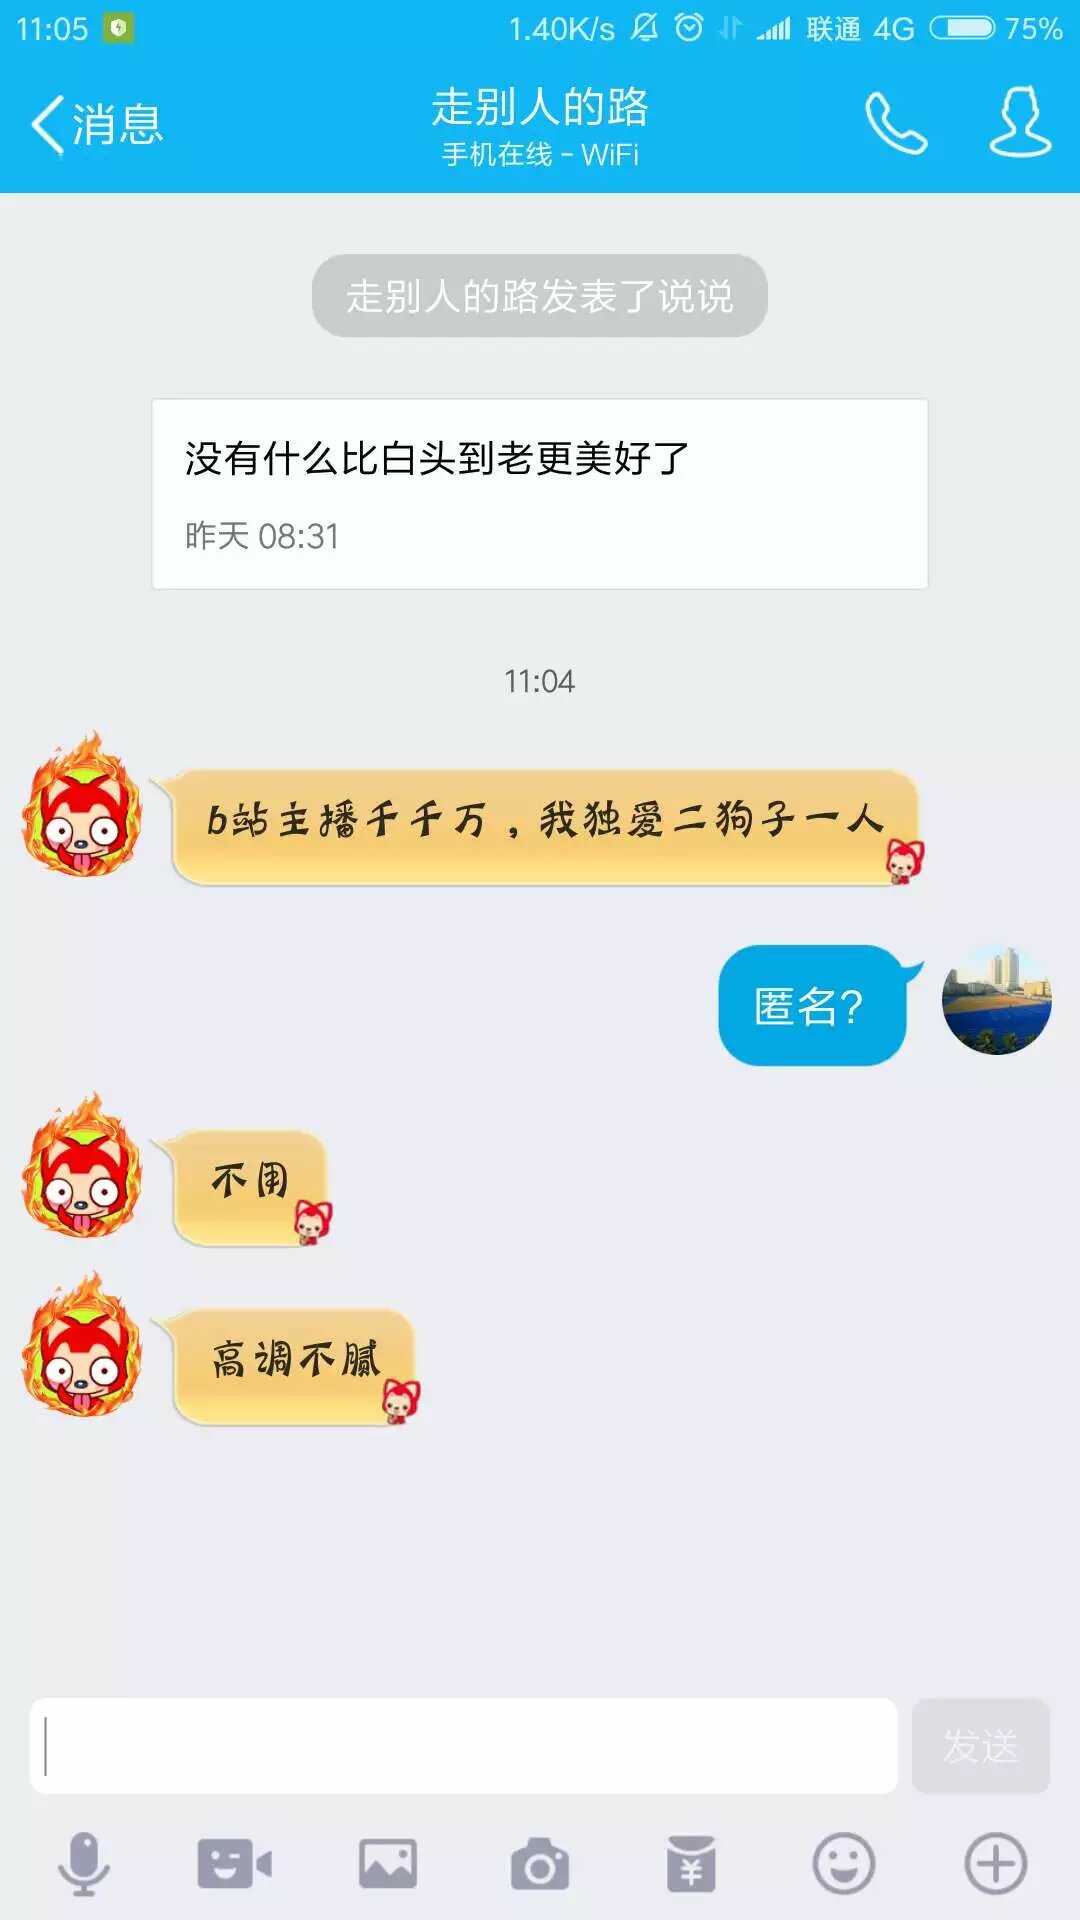 11:05 1.40K/s 联通 4G 75%
消息
走别人的路
手机在线 - WiFi
走别人的路发表了说说
没有什么比白头到老更美好了
昨天 08:31
11:04
b站主播千千万，我独爱二狗子一人
匿名?
不用
高调不腻
发送